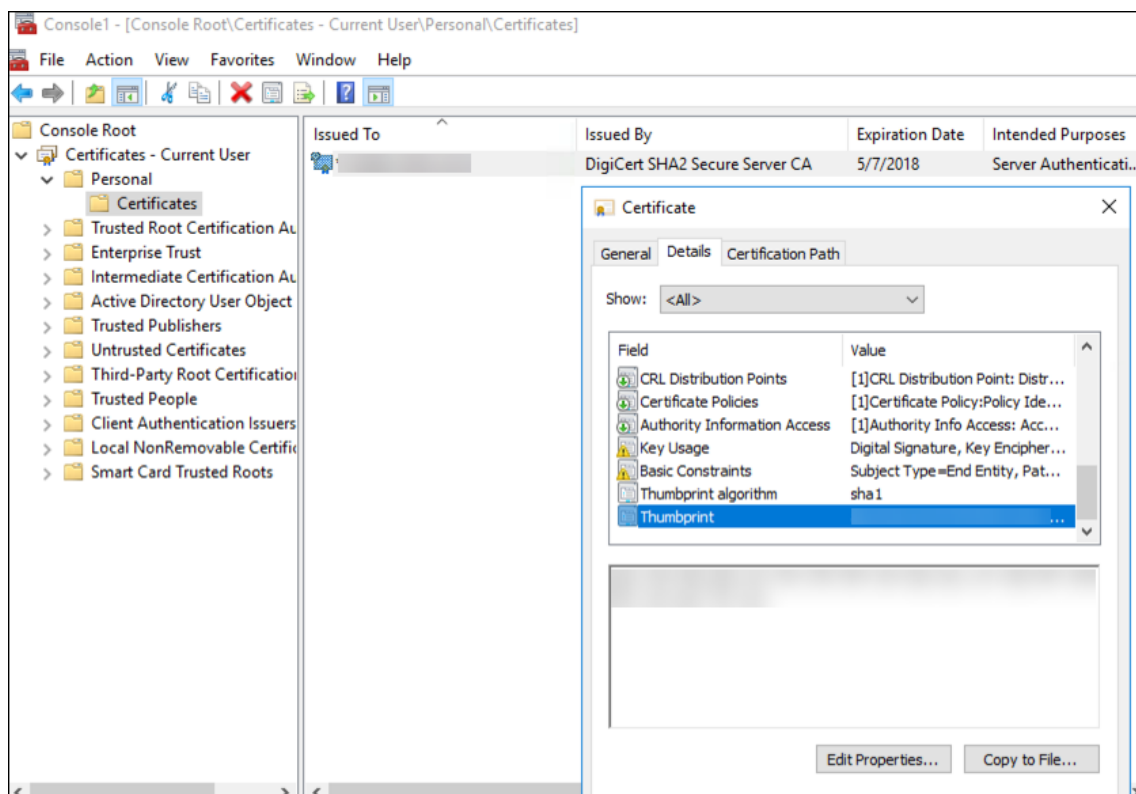 Console1 - [Console Root\Certificates - Current User\Personal\Certificates]
File Action View Favorites Window Help
Console Root
Certificates - Current User
Personal
Certificates
Trusted Root Certification Au
Enterprise Trust
Intermediate Certification Au
Active Directory User Object
Trusted Publishers
Untrusted Certificates
Third-Party Root Certification
Trusted People
Client Authentication Issuers
Local NonRemovable Certific
Smart Card Trusted Roots
Issued To Issued By Expiration Date Intended Purposes
DigiCert SHA2 Secure Server CA 5/7/2018 Server Authenticati...
Certificate
General Details Certification Path
Show: <All>
Field Value
CRL Distribution Points [1]CRL Distribution Point: Distr...
Certificate Policies [1]Certificate Policy:Policy Ide...
Authority Information Access [1]Authority Info Access: Acc...
Key Usage Digital Signature, Key Encipher...
Basic Constraints Subject Type=End Entity, Pat...
Thumbprint algorithm sha1
Thumbprint ...
Edit Properties... Copy to File...